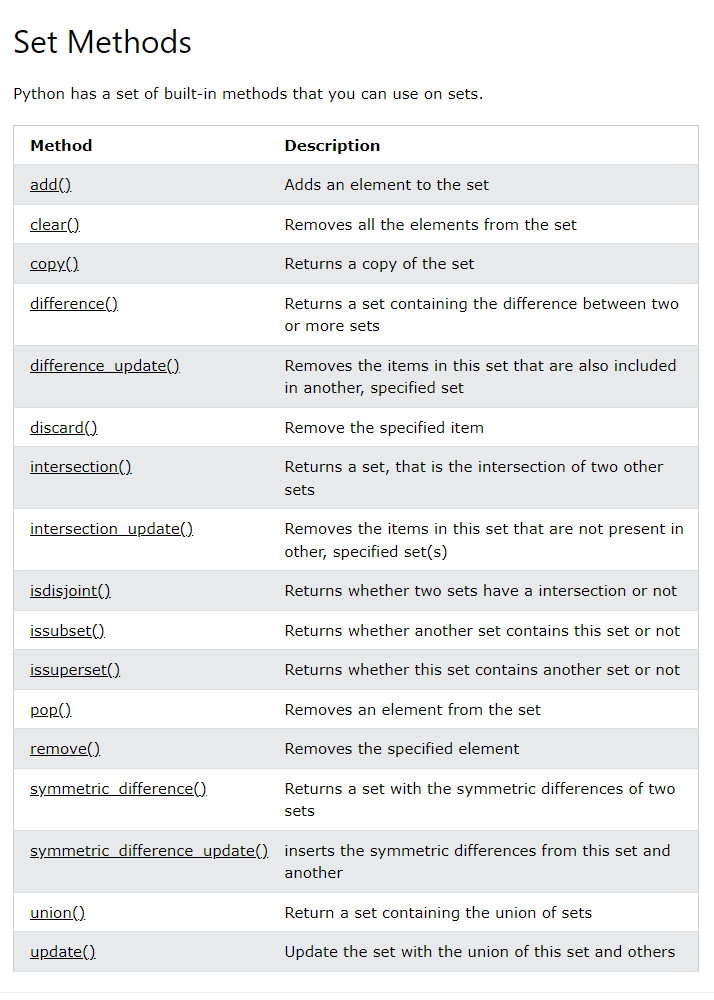 Set Methods
Python has a set of built-in methods that you can use on sets.
Method Description
add() Adds an element to the set
clear() Removes all the elements from the set
copy() Returns a copy of the set
difference() Returns a set containing the difference between two
or more sets
difference_update() Removes the items in this set that are also included
in another, specified set
discard() Remove the specified item
intersection() Returns a set, that is the intersection of two other
sets
intersection_update() Removes the items in this set that are not present in
other, specified set(s)
isdisjoint() Returns whether two sets have a intersection or not
issubset() Returns whether another set contains this set or not
issuperset() Returns whether this set contains another set or not
pop() Removes an element from the set
remove() Removes the specified element
symmetric_difference() Returns a set with the symmetric differences of two
sets
symmetric_difference_update() inserts the symmetric differences from this set and
another
union() Return a set containing the union of sets
update() Update the set with the union of this set and others